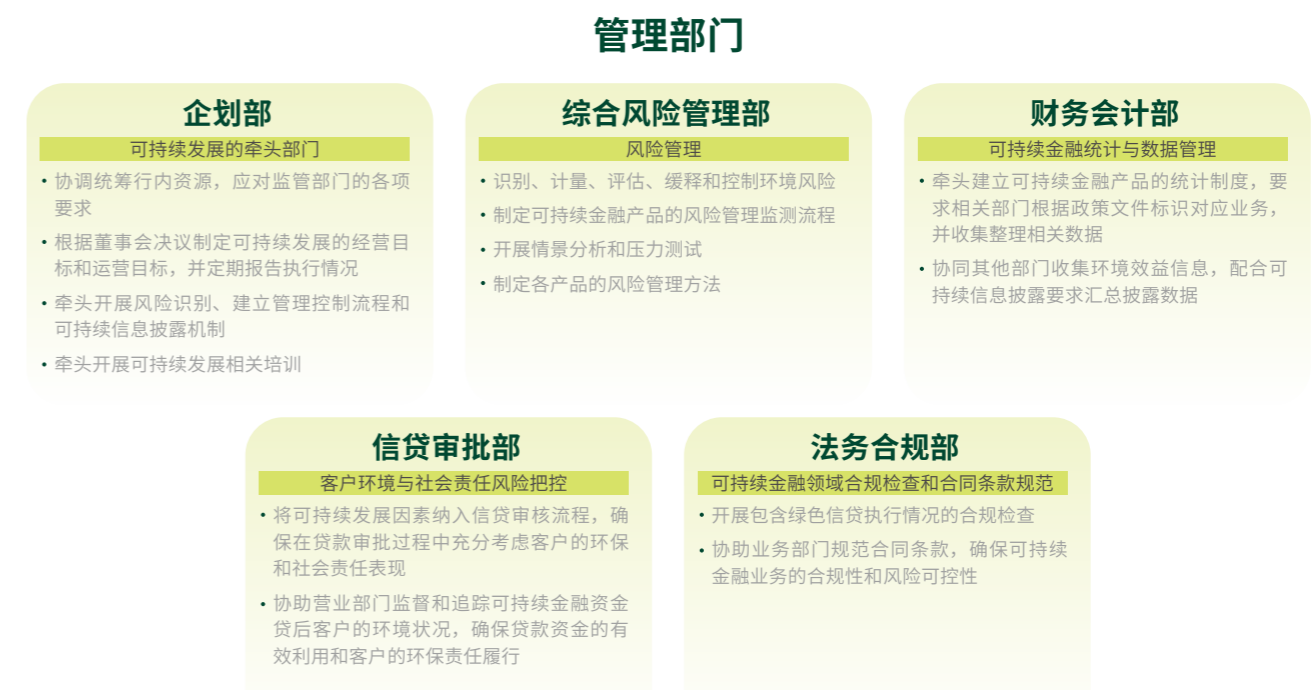 管理部门
企划部
可持续发展的牵头部门
·协调统筹行内资源，应对监管部门的各项
要求
·根据董事会决议制定可持续发展的经营目
标和运营目标，并定期报告执行情况
·牵头开展风险识别、建立管理控制流程和
可持续信息披露机制
·牵头开展可持续发展相关培训
综合风险管理部
风险管理
·识别、计量、评估、缓释和控制环境风险
·制定可持续金融产品的风险管理监测流程
·开展情景分析和压力测试
·制定各产品的风险管理方法
财务会计部
可持续金融统计与数据管理
·牵头建立可持续金融产品的统计制度，要
求相关部门根据政策文件标识对应业务，
并收集整理相关数据
·协同其他部门收集环境效益信息，配合可
持续信息披露要求汇总披露数据
信贷审批部
客户环境与社会责任风险把控
·将可持续发展因素纳入信贷审核流程，确
保在贷款审批过程中充分考虑客户的环保
和社会责任表现
·协助营业部门监督和追踪可持续金融资金
贷后客户的环境状况，确保贷款资金的有
效利用和客户的环保责任履行
法务合规部
可持续金融领域合规检查和合同条款规范
·开展包含绿色信贷执行情况的合规检查
·协助业务部门规范合同条款，确保可持续
金融业务的合规性和风险可控性